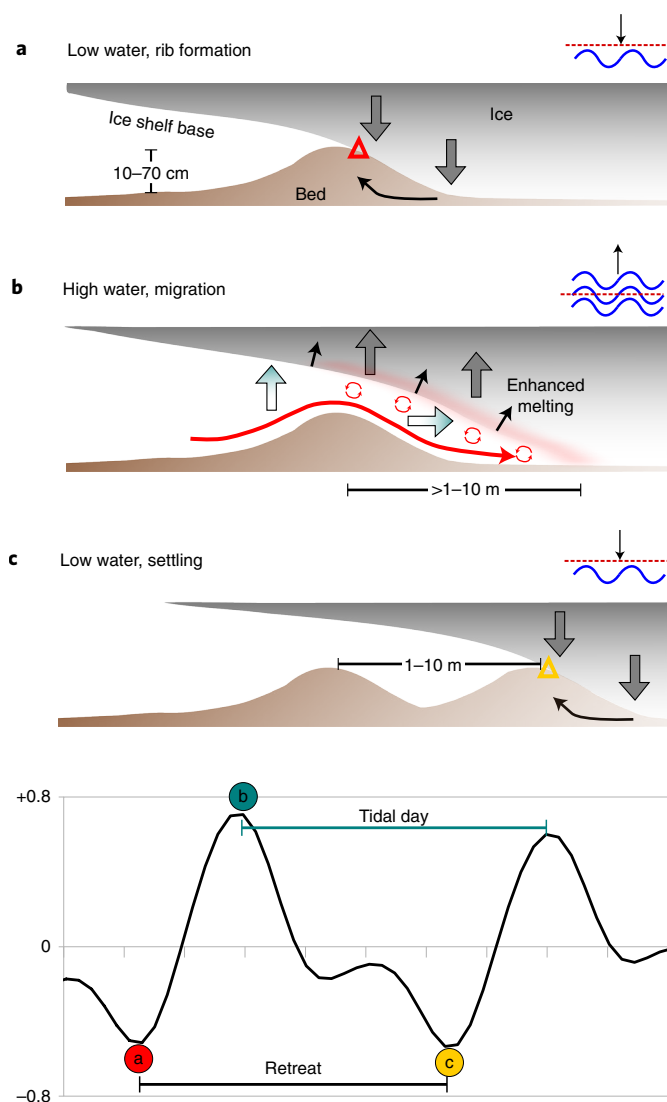 a Low water, rib formation
Ice shelf base
Ice
10–70 cm
Bed
b High water, migration
Enhanced
melting
>1–10 m
c Low water, settling
1–10 m
+0.8
b
Tidal day
0
a
c
Retreat
–0.8